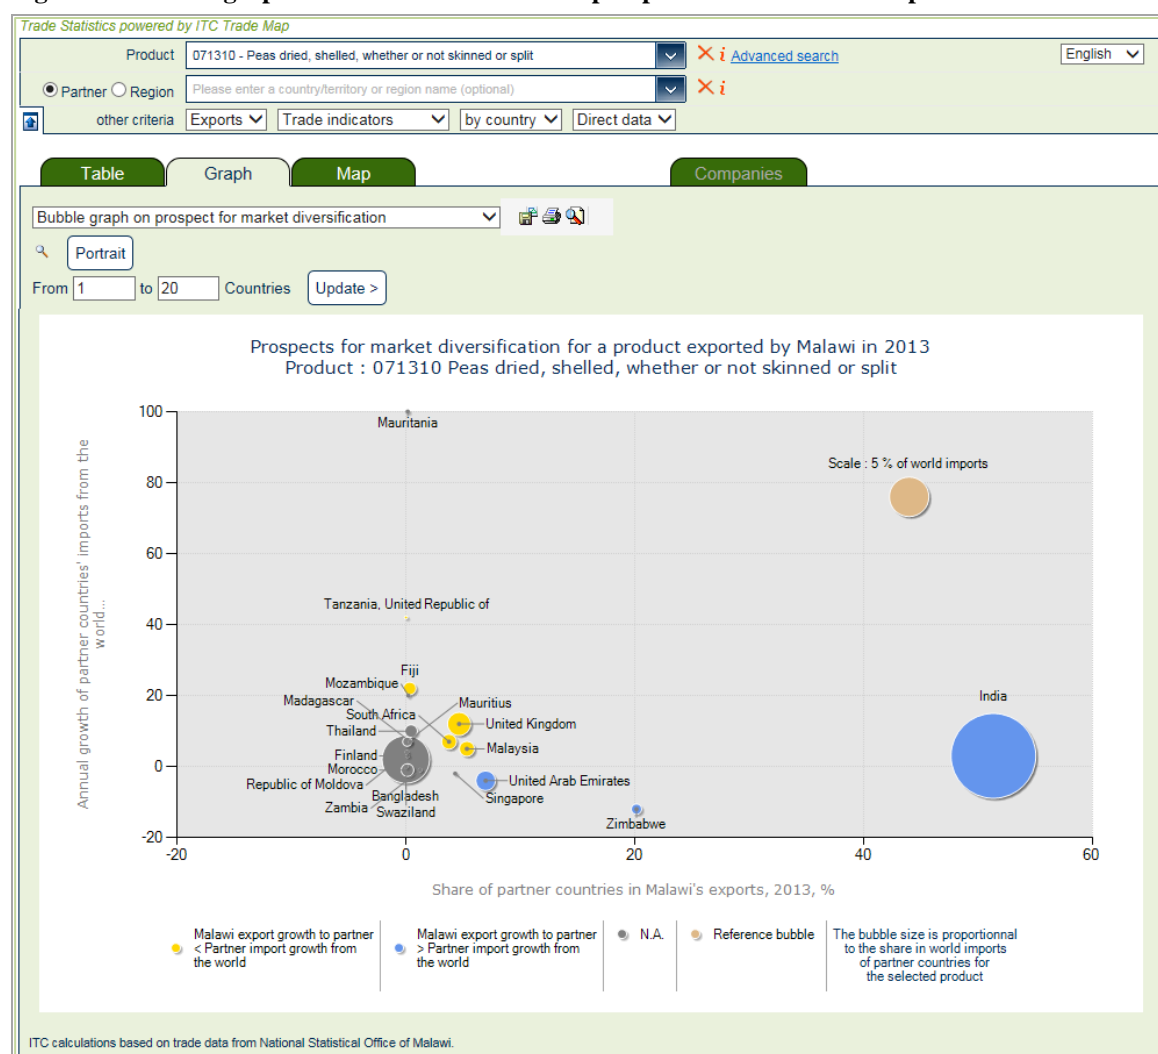 Trade Statistics powered by ITC Trade Map
Product
071310 - Peas dried, shelled, whether or not skinned or split
i
Advanced search
English
Partner
Region
Please enter a country/territory or region name (optional)
i
other criteria
Exports
Trade indicators
by country
Direct data
Table
Graph
Map
Companies
Bubble graph on prospect for market diversification
Portrait
From 1 to 20 Countries
Update >
Prospects for market diversification for a product exported by Malawi in 2013
Product : 071310 Peas dried, shelled, whether or not skinned or split
Annual growth of partner countries' imports from the
world...
100
80
60
40
20
0
-20
Mauritania
Scale : 5 % of world imports
Tanzania, United Republic of
Fiji
Mozambique
Madagascar
Mauritius
South Africa
United Kingdom
Thailand
Malaysia
Finland
Morocco
Republic of Moldova
United Arab Emirates
Bangladesh
Singapore
Zambia
Swaziland
Zimbabwe
India
-20
0
20
40
60
Share of partner countries in Malawi's exports, 2013, %
Malawi export growth to partner
< Partner import growth from
the world
Malawi export growth to partner
> Partner import growth from
the world
N.A.
Reference bubble
The bubble size is proportionnal
to the share in world imports
of partner countries for
the selected product
ITC calculations based on trade data from National Statistical Office of Malawi.